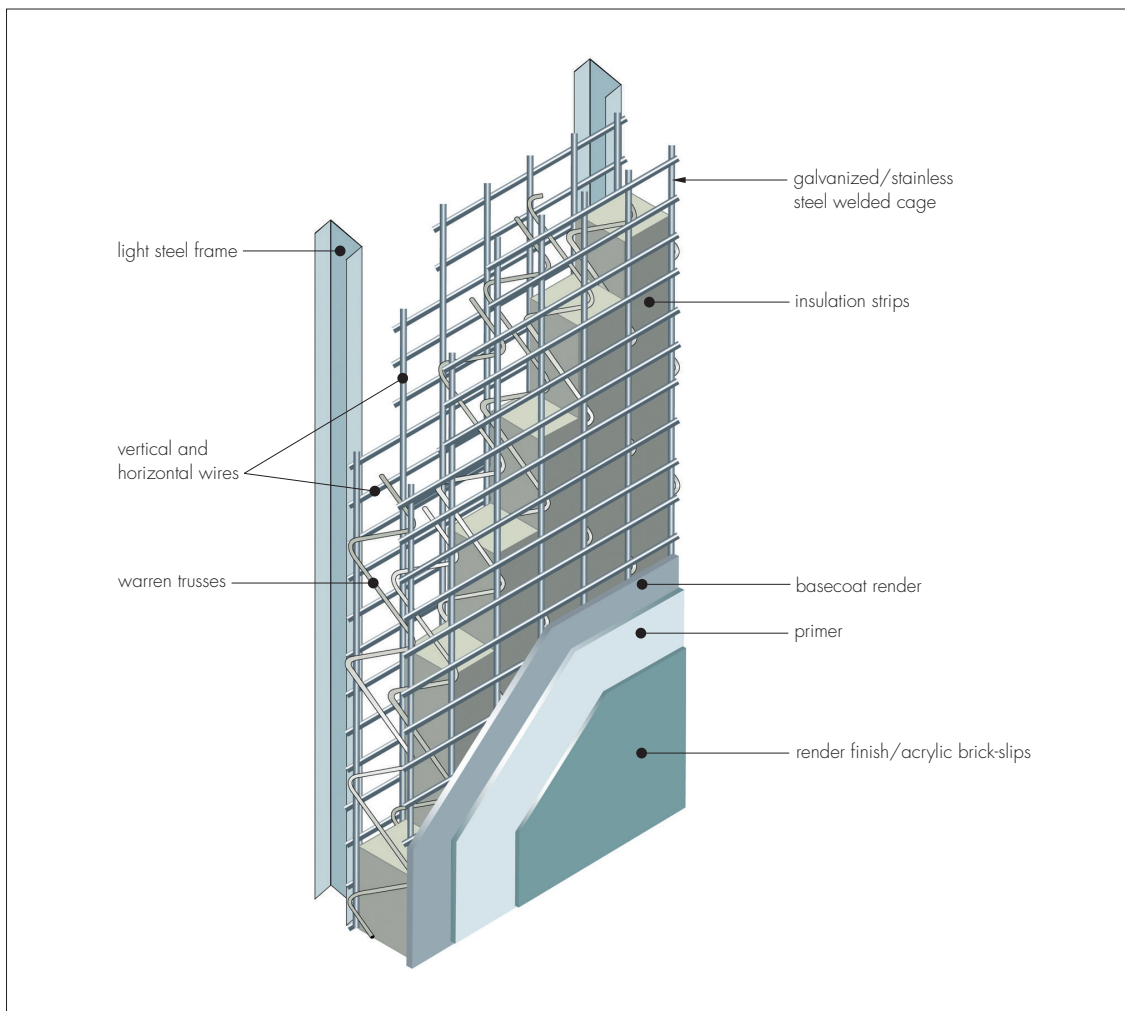 galvanized/stainless
steel welded cage
light steel frame
insulation strips
vertical and
horizontal wires
warren trusses
basecoat render
primer
render finish/acrylic brick-slips